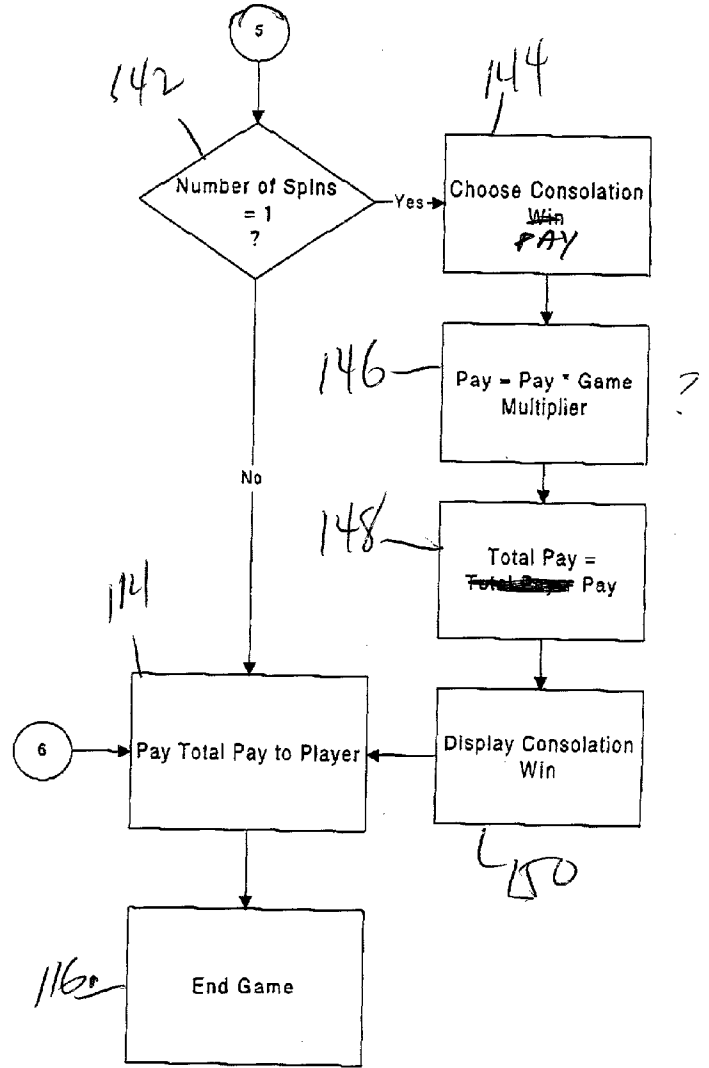 5
142
144
Number of Spins
= 1
?
Yes
Choose Consolation
Win
PAY
146
Pay = Pay * Game
Multiplier
?
No
148
Total Pay =
Pay
114
6
Pay Total Pay to Player
Display Consolation
Win
150
116
End Game